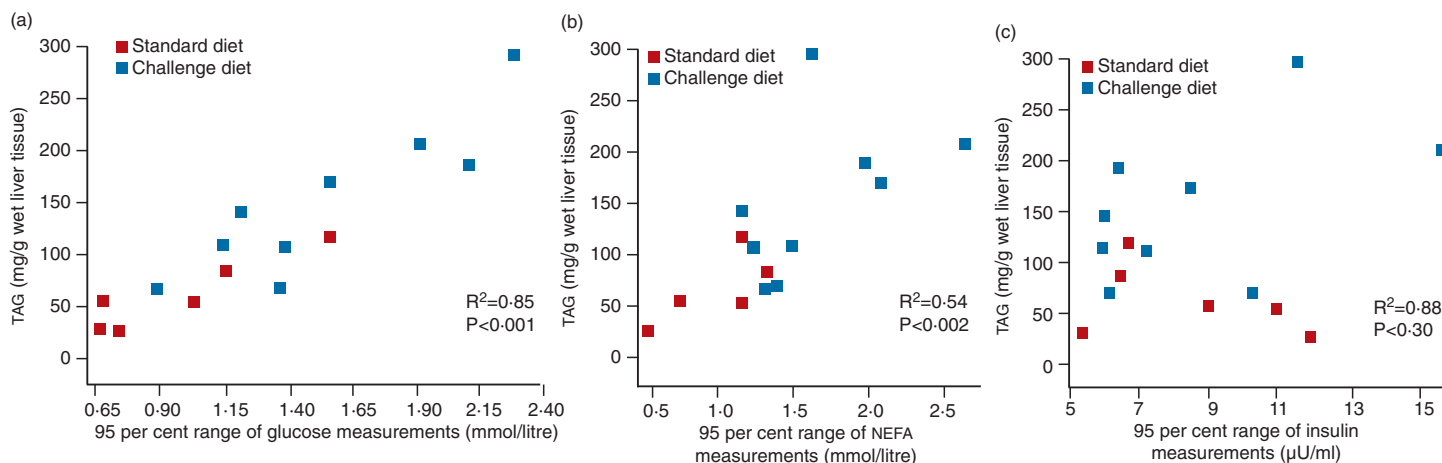 (a)
Standard diet
Challenge diet
300
250
200
150
100
50
0
TAG (mg/g wet liver tissue)
R²=0·85
P<0·001
0·65 0·90 1·15 1·40 1·65 1·90 2·15 2·40
95 per cent range of glucose measurements (mmol/litre)
(b)
Standard diet
Challenge diet
300
250
200
150
100
50
0
TAG (mg/g wet liver tissue)
R²=0·54
P<0·002
0·5 1·0 1·5 2·0 2·5
95 per cent range of NEFA
measurements (mmol/litre)
(c)
Standard diet
Challenge diet
300
250
200
150
100
50
0
TAG (mg/g wet liver tissue)
R²=0·88
P<0·30
5 7 9 11 13 15
95 per cent range of insulin
measurements (µU/ml)